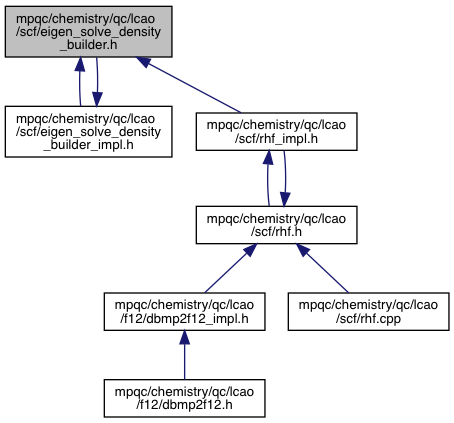 mpqc/chemistry/qc/lcao
/scf/eigen_solve_density
_builder.h
mpqc/chemistry/qc/lcao
/scf/eigen_solve_density
_builder_impl.h
mpqc/chemistry/qc/lcao
/scf/rhf_impl.h
mpqc/chemistry/qc/lcao
/scf/rhf.h
mpqc/chemistry/qc/lcao
/f12/dbmp2f12_impl.h
mpqc/chemistry/qc/lcao
/scf/rhf.cpp
mpqc/chemistry/qc/lcao
/f12/dbmp2f12.h